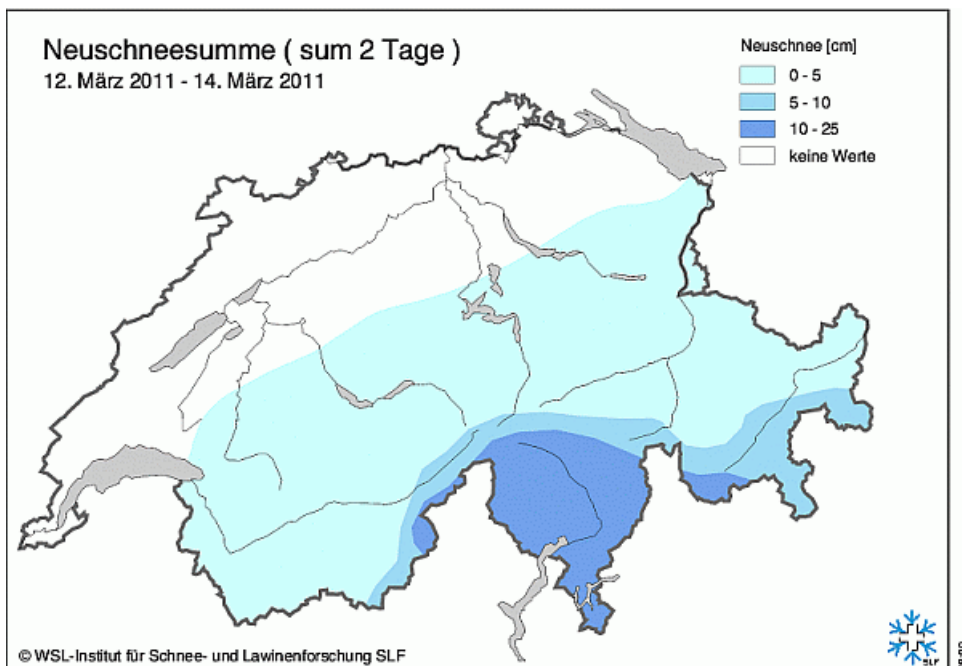 Neuschneesumme ( sum 2 Tage )
12. März 2011 - 14. März 2011
Neuschnee [cm]
0 - 5
5 - 10
10 - 25
keine Werte
© WSL-Institut für Schnee- und Lawinenforschung SLF
SLF